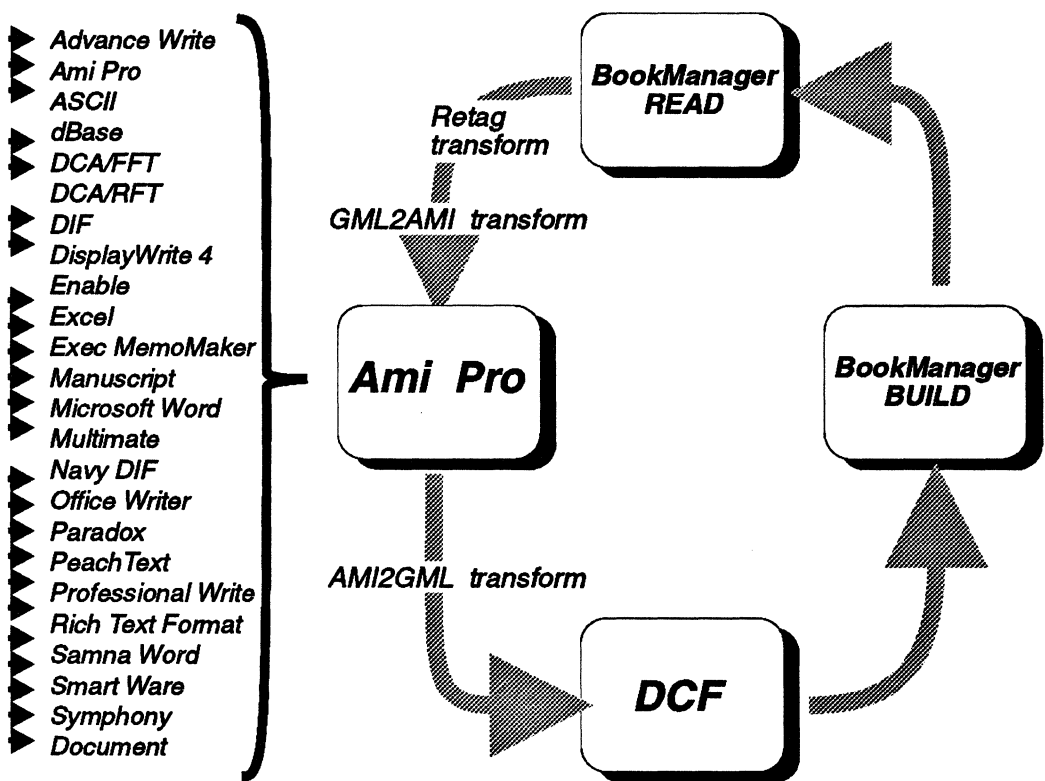 Advance Write
Ami Pro
ASCII
dBase
DCA/FFT
DCA/RFT
DIF
DisplayWrite 4
Enable
Excel
Exec MemoMaker
Manuscript
Microsoft Word
Multimate
Navy DIF
Office Writer
Paradox
PeachText
Professional Write
Rich Text Format
Samna Word
Smart Ware
Symphony
Document
BookManager
READ
Retag
transform
GML2AMI transform
Ami Pro
BookManager
BUILD
AMI2GML transform
DCF